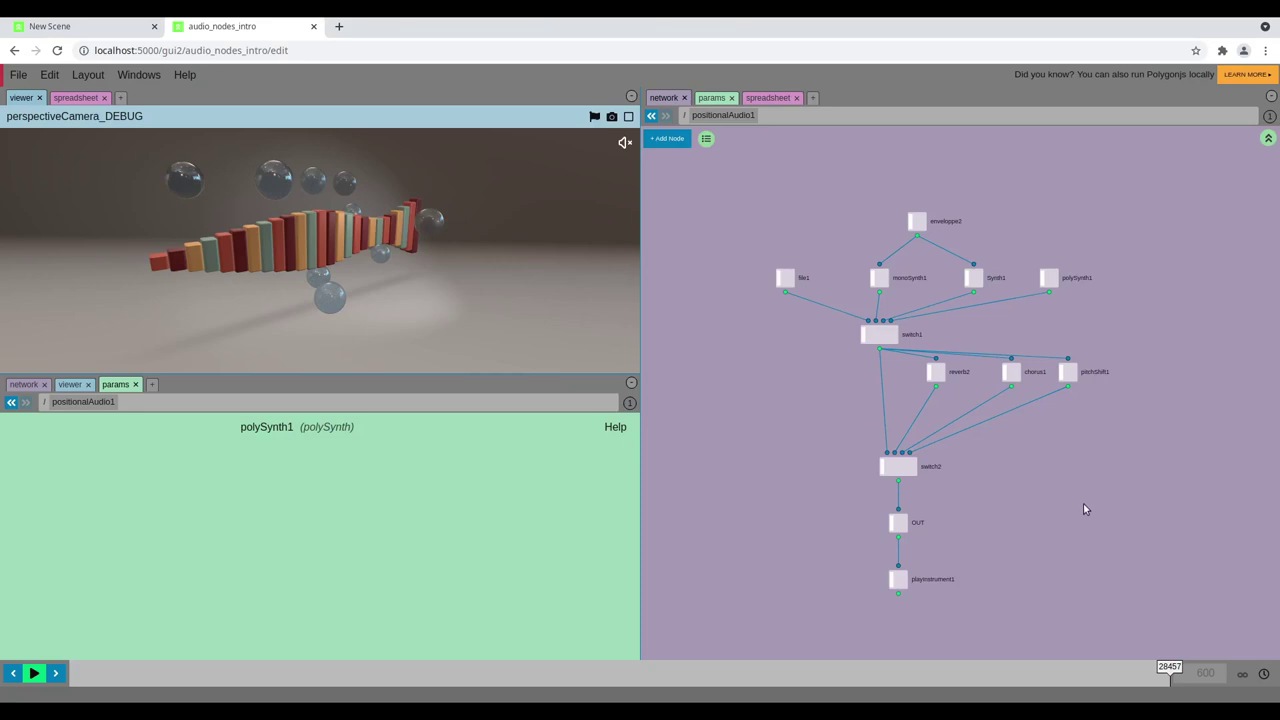 New Scene
audio_nodes_intro
localhost:5000/gui2/audio_nodes_intro/edit
File Edit Layout Windows Help
Did you know? You can also run Polygonjs locally
LEARN MORE ▸
viewer spreadsheet
perspectiveCamera_DEBUG
network viewer params
/ positionalAudio1
1
polySynth1 (polySynth)
Help
network params spreadsheet
/ positionalAudio1
1
+ Add Node
enveloppe2
file1
monoSynth1
Synth1
polySynth1
switch1
reverb2
chorus1
pitchShift1
switch2
OUT
playInstrument1
28457
600